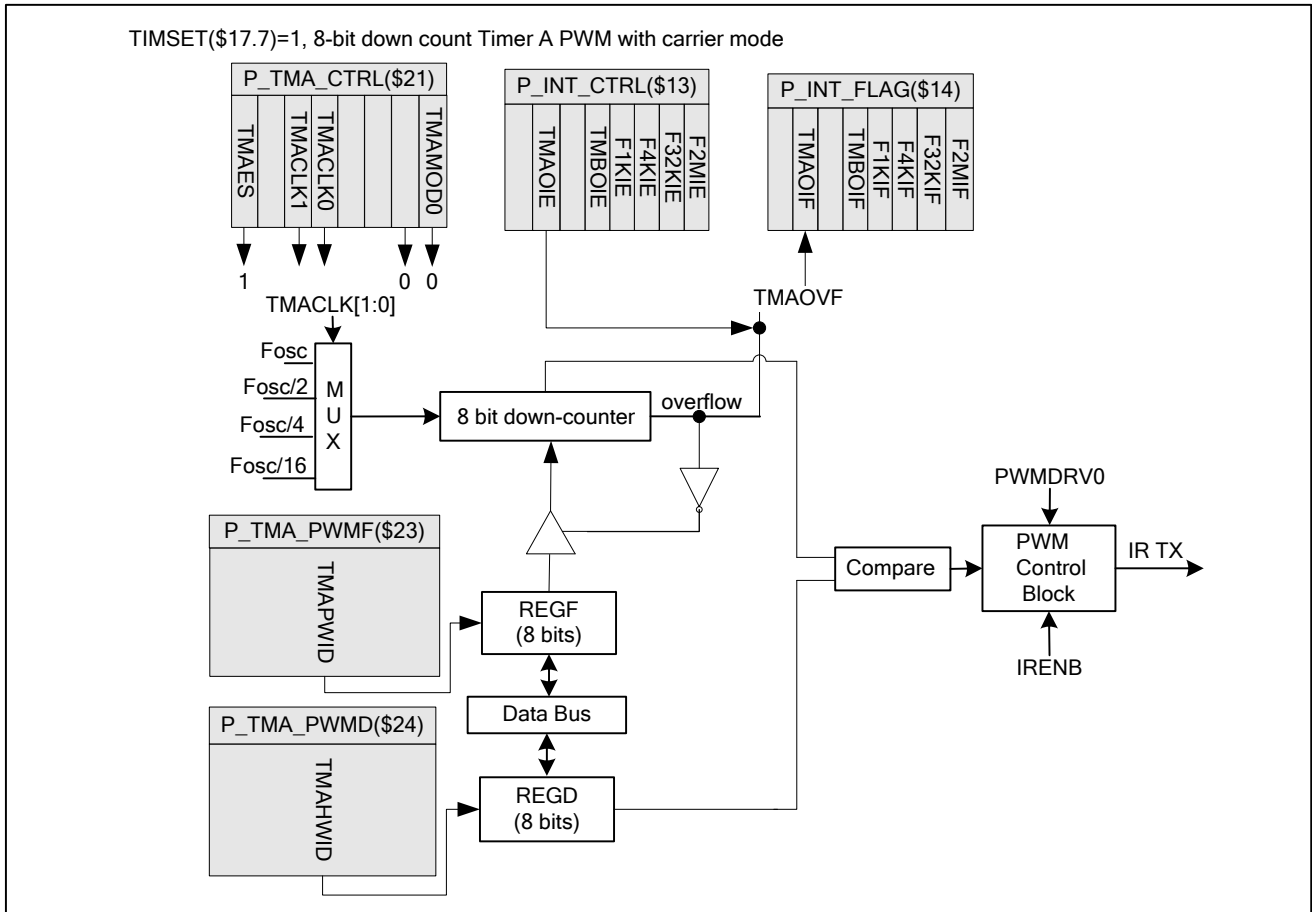 TIMSET($17.7)=1, 8-bit down count Timer A PWM with carrier mode
P_TMA_CTRL($21)
TMAES
TMACLK1
TMACLK0
TMAMOD0
1
0
0
P_INT_CTRL($13)
TMAOIE
TMBOIE
F1KIE
F4KIE
F32KIE
F2MIE
P_INT_FLAG($14)
TMAOIF
TMBOIF
F1KIF
F4KIF
F32KIF
F2MIF
TMACLK[1:0]
TMAOVF
Fosc
Fosc/2
Fosc/4
Fosc/16
M
U
X
8 bit down-counter
overflow
P_TMA_PWMF($23)
TMAPWID
REGF
(8 bits)
Data Bus
P_TMA_PWMD($24)
TMAHWID
REGD
(8 bits)
Compare
PWMDRV0
PWM
Control
Block
IR TX
IRENB